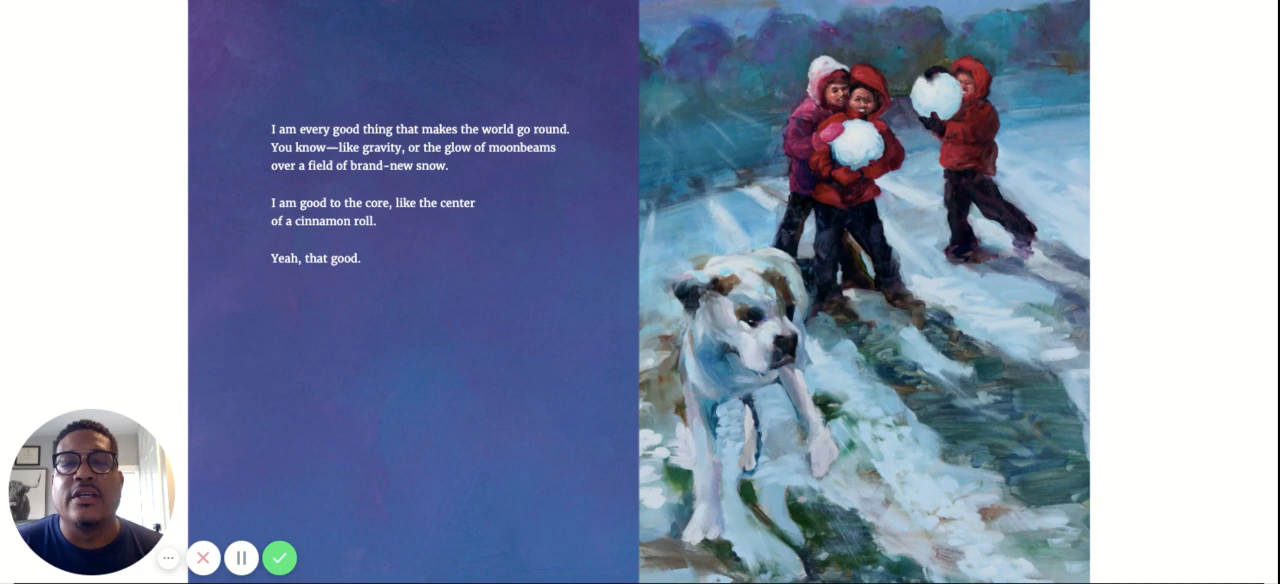 I am every good thing that makes the world go round.
You know—like gravity, or the glow of moonbeams
over a field of brand-new snow.
I am good to the core, like the center
of a cinnamon roll.
Yeah, that good.